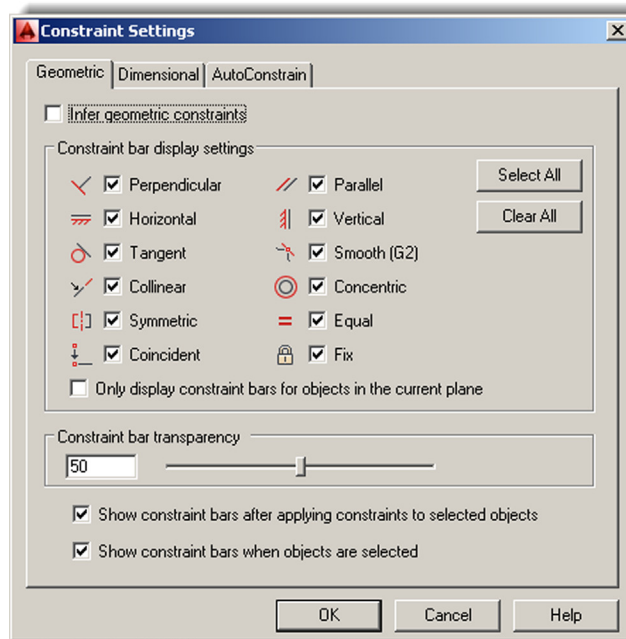 Constraint Settings
Geometric Dimensional AutoConstrain
Infer geometric constraints
Constraint bar display settings
Perpendicular Parallel Select All
Horizontal Vertical Clear All
Tangent Smooth (G2)
Collinear Concentric
Symmetric Equal
Coincident Fix
Only display constraint bars for objects in the current plane
Constraint bar transparency
50
Show constraint bars after applying constraints to selected objects
Show constraint bars when objects are selected
OK Cancel Help